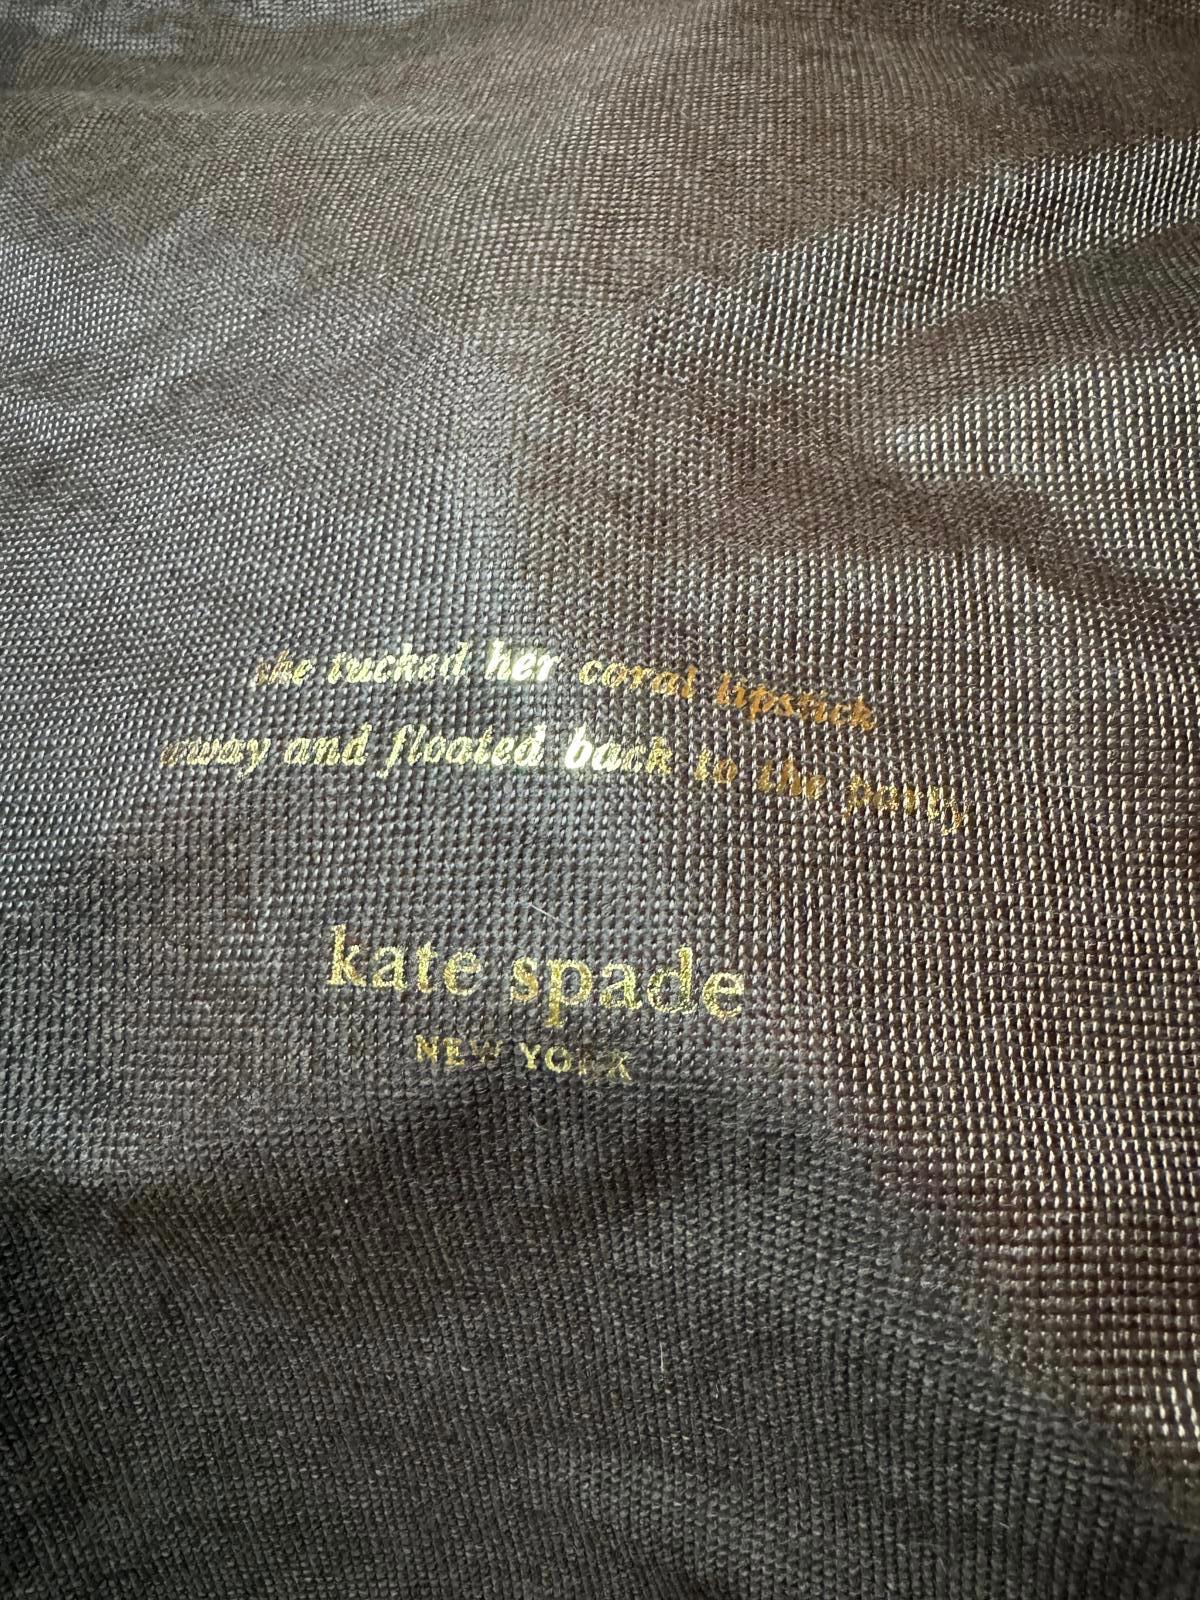 she tucked her coral lipstick
away and floated back to the party
kate spade
NEW YORK